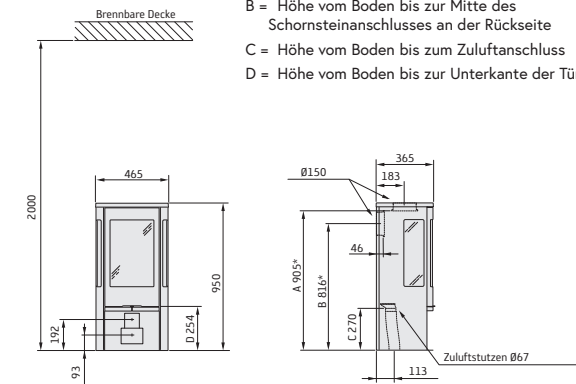 B = Höhe vom Boden bis zur Mitte des
Schornsteinanschlusses an der Rückseite
C = Höhe vom Boden bis zum Zuluftanschluss
D = Höhe vom Boden bis zur Unterkante der
Brennbare Decke
2000
465
950
192
93
D 254
365
183
Ø150
46
A 905*
B 816*
C 270
Zuluftstutzen Ø67
113